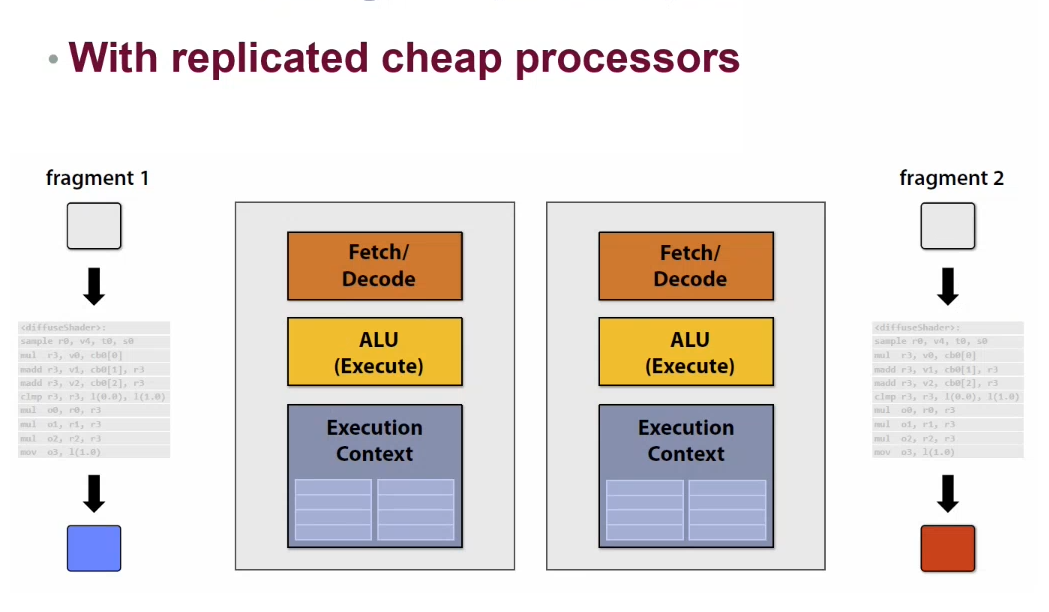 • With replicated cheap processors
fragment 1
fragment 2
Fetch/
Decode
ALU
(Execute)
Execution
Context
Fetch/
Decode
ALU
(Execute)
Execution
Context
<diffuseShader>:
sample r0, v4, t0, s0
mul r3, v0, cb0[0]
madd r3, v1, cb0[1], r3
madd r3, v2, cb0[2], r3
clmp r3, r3, l(0.0), l(1.0)
mul o0, r0, r3
mul o1, r1, r3
mul o2, r2, r3
mov o3, l(1.0)
<diffuseShader>:
sample r0, v4, t0, s0
mul r3, v0, cb0[0]
madd r3, v1, cb0[1], r3
madd r3, v2, cb0[2], r3
clmp r3, r3, l(0.0), l(1.0)
mul o0, r0, r3
mul o1, r1, r3
mul o2, r2, r3
mov o3, l(1.0)